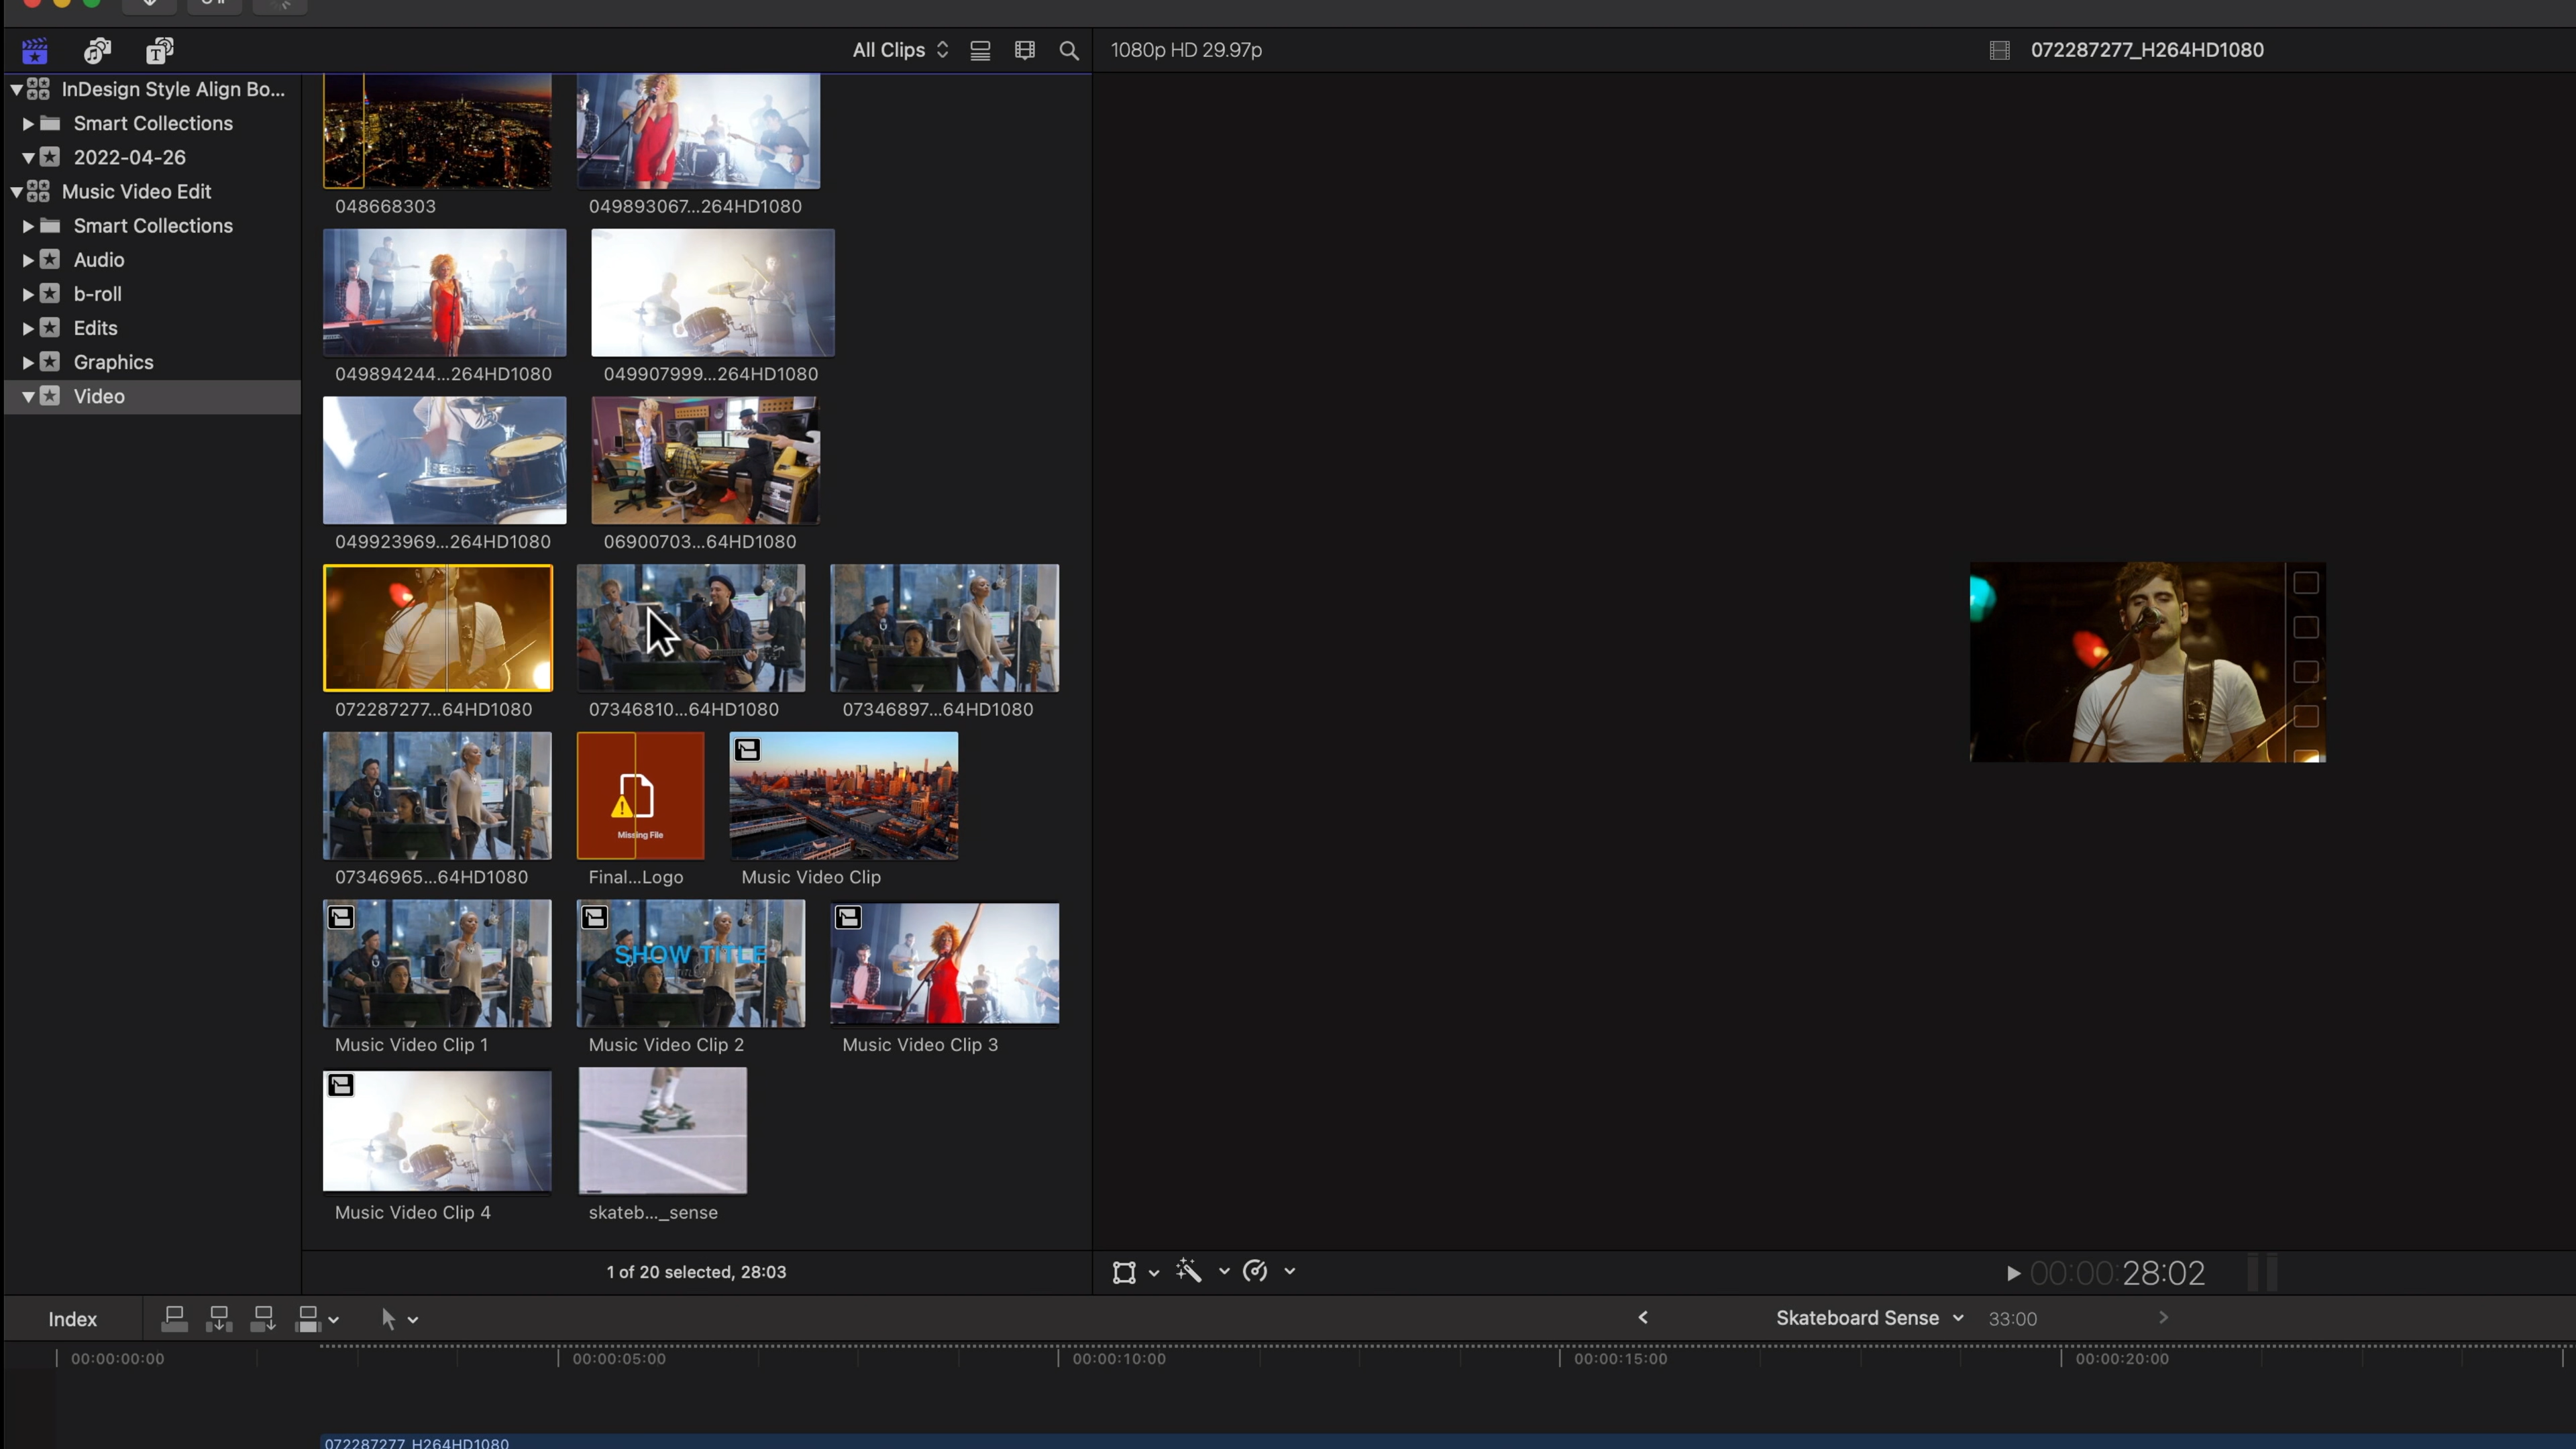 All Clips
1080p HD 29.97p
072287277_H264HD1080
InDesign Style Align Bo...
Smart Collections
2022-04-26
Music Video Edit
Smart Collections
Audio
b-roll
Edits
Graphics
Video
048668303
049893067...264HD1080
049894244...264HD1080
049907999...264HD1080
049923969...264HD1080
06900703...64HD1080
072287277...64HD1080
07346810...64HD1080
07346897...64HD1080
Missing File
07346965...64HD1080
Final...Logo
Music Video Clip
SHOW TITLE
Music Video Clip 1
Music Video Clip 2
Music Video Clip 3
Music Video Clip 4
skateb..._sense
1 of 20 selected, 28:03
00:00:28:02
Index
Skateboard Sense
33:00
00:00:00:00
00:00:05:00
00:00:10:00
00:00:15:00
00:00:20:00
072287277_H264HD1080